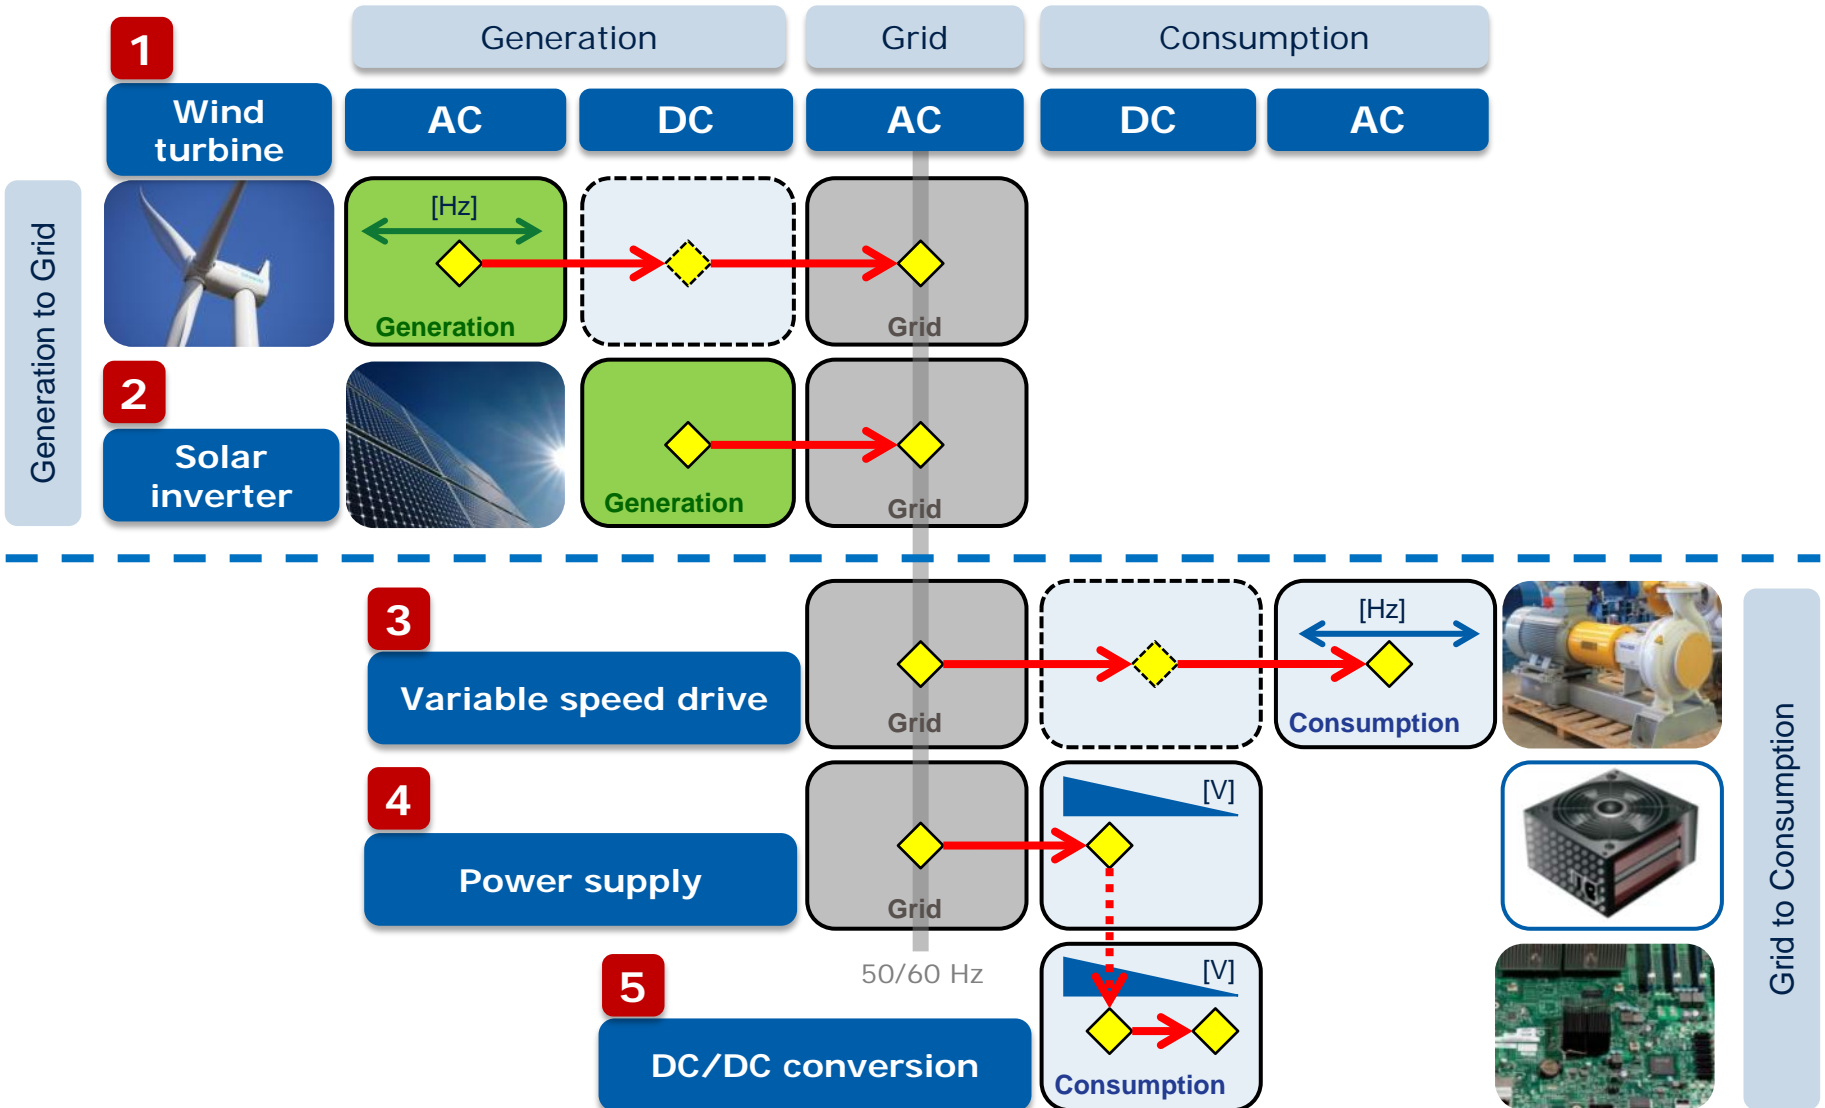 1
Generation
Grid
Consumption
Wind
turbine
AC
DC
AC
DC
AC
Generation to Grid
[Hz]
Generation
Grid
2
Solar
inverter
Generation
Grid
3
Variable speed drive
Grid
[Hz]
Consumption
4
Power supply
Grid
[V]
50/60 Hz
5
DC/DC conversion
[V]
Consumption
Grid to Consumption